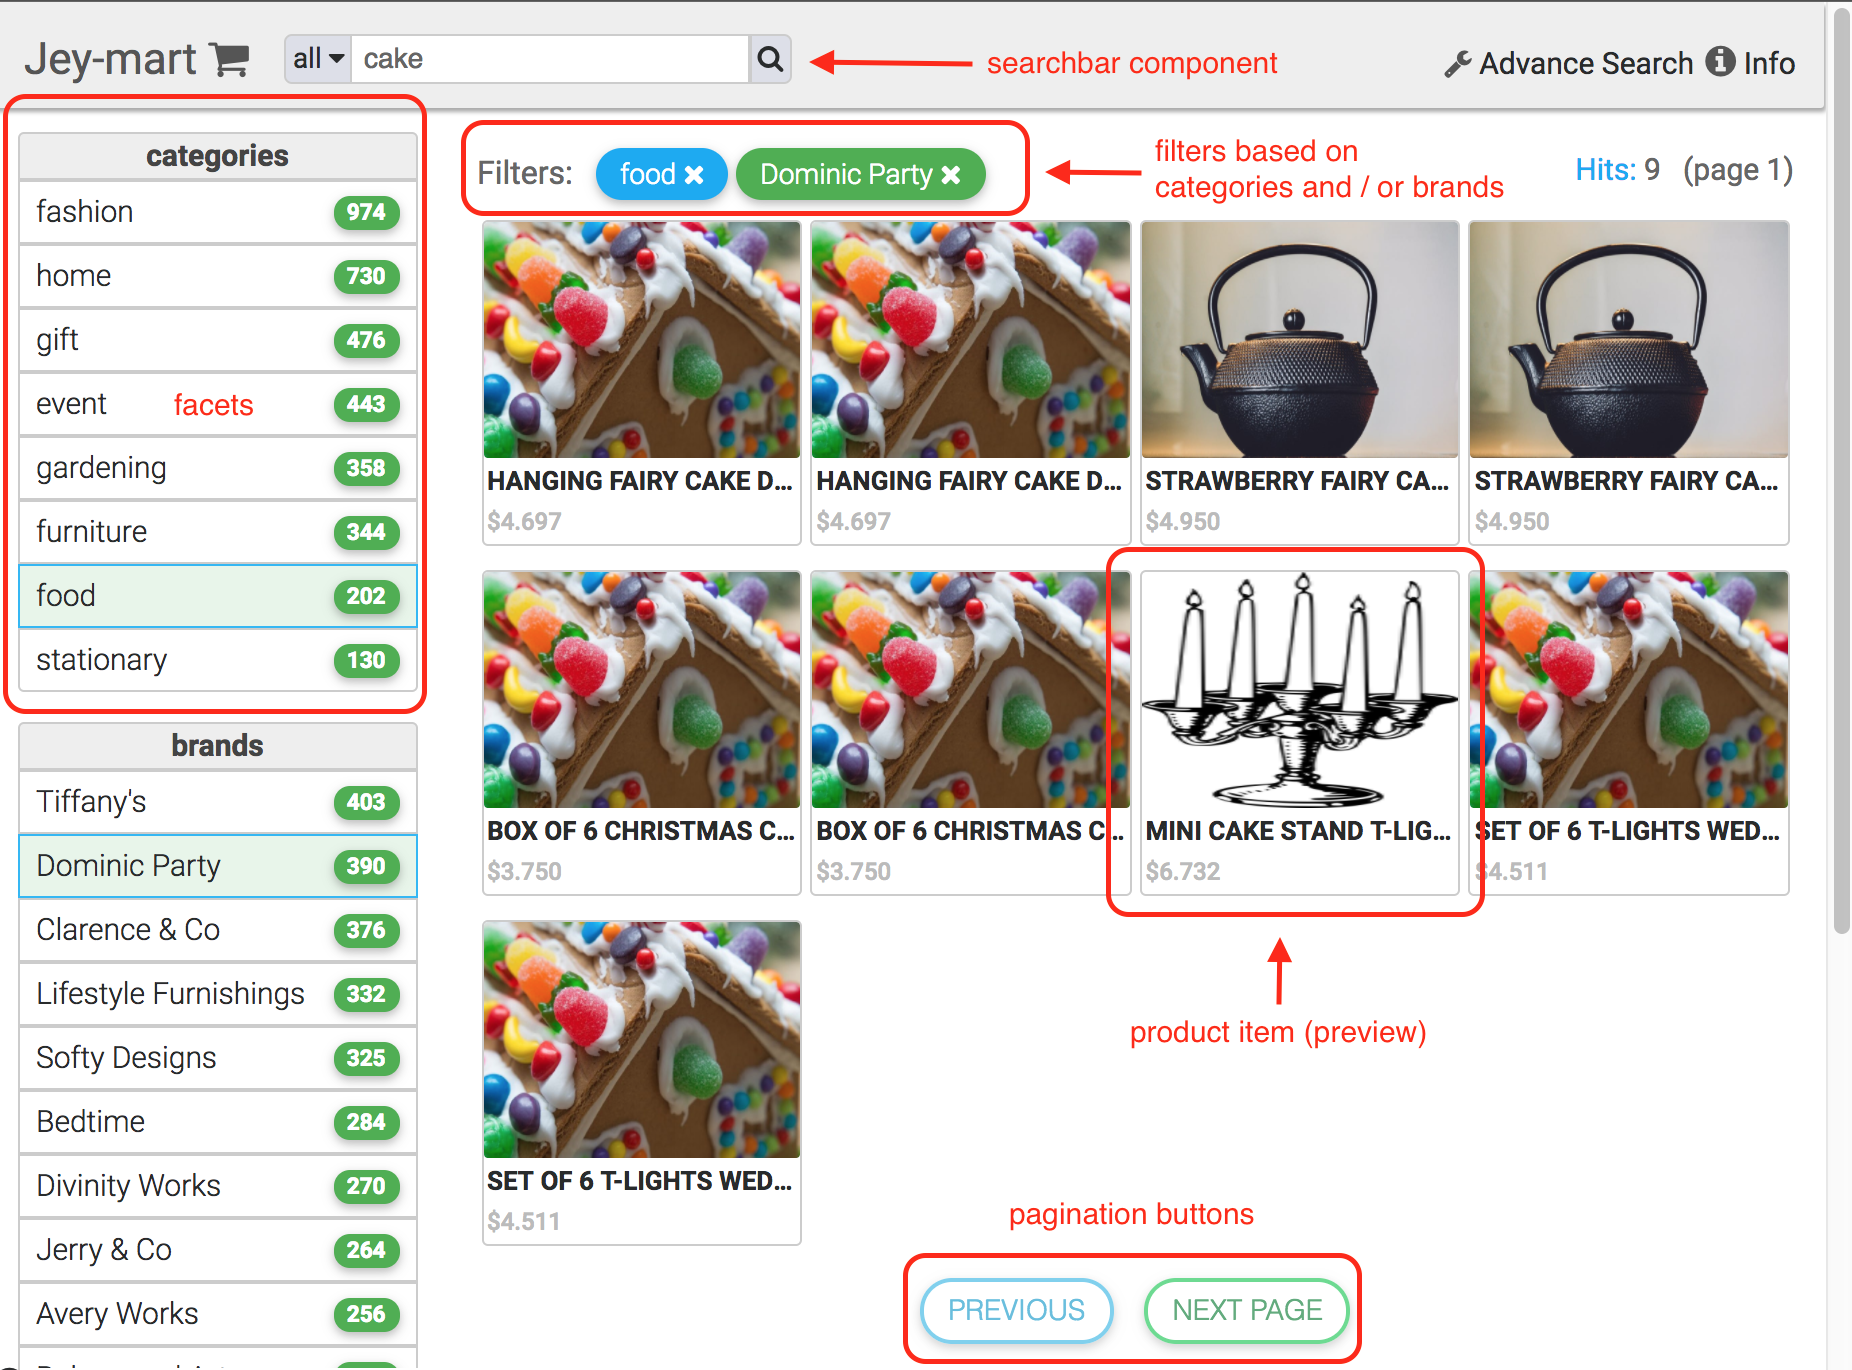 Jey-mart
all cake
searchbar component
Advance Search Info
categories
fashion 974
home 730
gift 476
event facets 443
gardening 358
furniture 344
food 202
stationary 130
brands
Tiffany's 403
Dominic Party 390
Clarence & Co 376
Lifestyle Furnishings 332
Softy Designs 325
Bedtime 284
Divinity Works 270
Jerry & Co 264
Avery Works 256
Filters: food Dominic Party
filters based on
categories and / or brands
Hits: 9 (page 1)
HANGING FAIRY CAKE D...
$4.697
HANGING FAIRY CAKE D...
$4.697
STRAWBERRY FAIRY CA...
$4.950
STRAWBERRY FAIRY CA...
$4.950
BOX OF 6 CHRISTMAS C...
$3.750
BOX OF 6 CHRISTMAS C...
$3.750
MINI CAKE STAND T-LIG...
$6.732
SET OF 6 T-LIGHTS WED...
$4.511
product item (preview)
SET OF 6 T-LIGHTS WED...
$4.511
pagination buttons
PREVIOUS NEXT PAGE